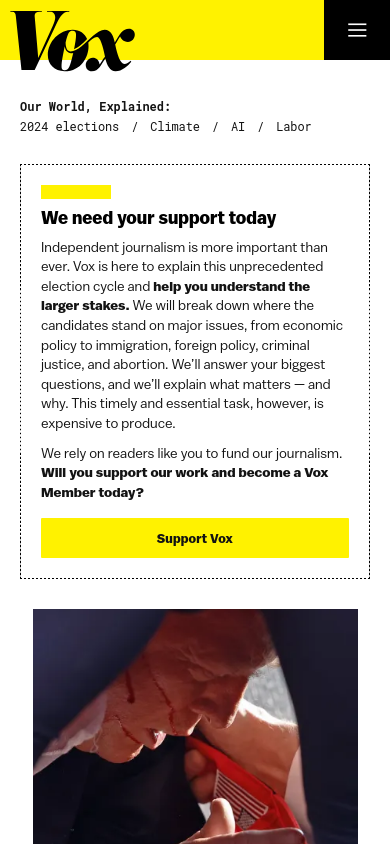 Vox
Our World, Explained:
2024 elections / Climate / AI / Labor
We need your support today
Independent journalism is more important than
ever. Vox is here to explain this unprecedented
election cycle and help you understand the
larger stakes. We will break down where the
candidates stand on major issues, from economic
policy to immigration, foreign policy, criminal
justice, and abortion. We’ll answer your biggest
questions, and we’ll explain what matters — and
why. This timely and essential task, however, is
expensive to produce.
We rely on readers like you to fund our journalism.
Will you support our work and become a Vox
Member today?
Support Vox